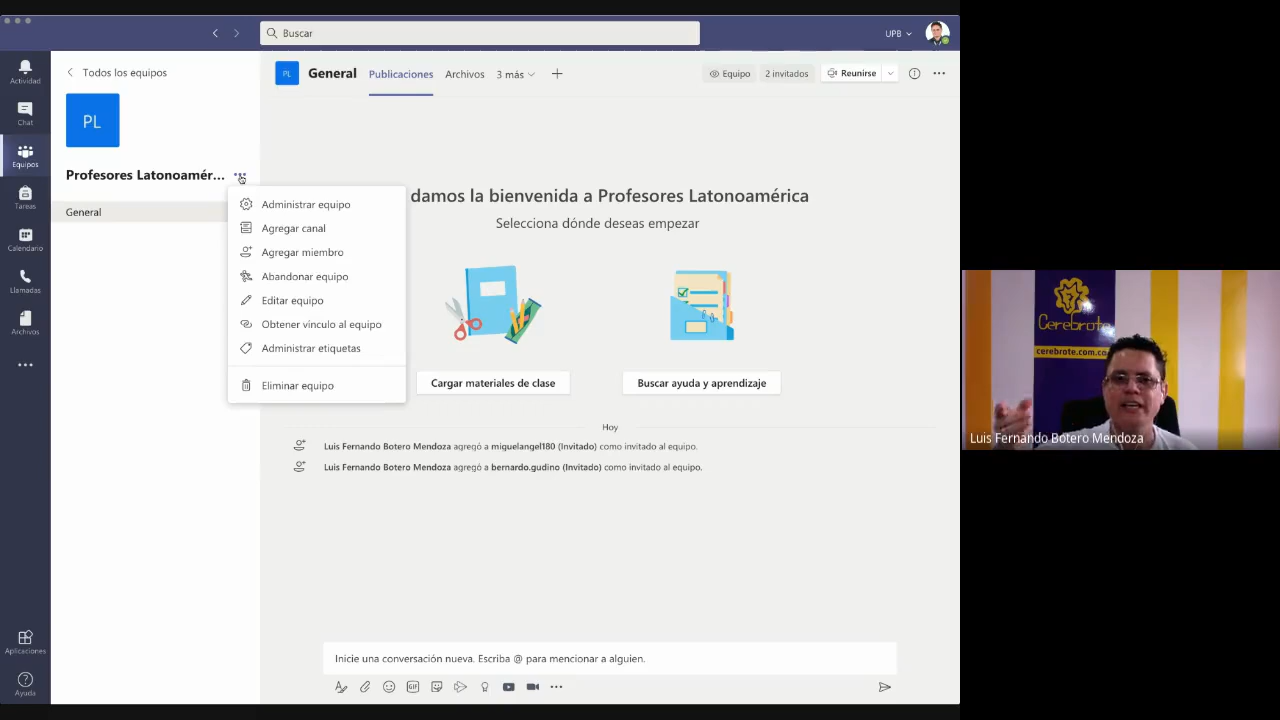 Buscar
UPB
Actividad
Chat
Equipos
Tareas
Calendario
Llamadas
Archivos
Aplicaciones
Ayuda
Todos los equipos
PL
Profesores Latonoamér...
General
Administrar equipo
Agregar canal
Agregar miembro
Abandonar equipo
Editar equipo
Obtener vínculo al equipo
Administrar etiquetas
Eliminar equipo
PL
General
Publicaciones
Archivos
3 más
Equipo
2 invitados
Reunirse
damos la bienvenida a Profesores Latonoamérica
Selecciona dónde deseas empezar
Cargar materiales de clase
Buscar ayuda y aprendizaje
Hoy
Luis Fernando Botero Mendoza agregó a miguelangel180 (Invitado) como invitado al equipo.
Luis Fernando Botero Mendoza agregó a bernardo.gudino (Invitado) como invitado al equipo.
Inicie una conversación nueva. Escriba @ para mencionar a alguien.
GIF
Cerebrote
cerebrote.com.co
Luis Fernando Botero Mendoza